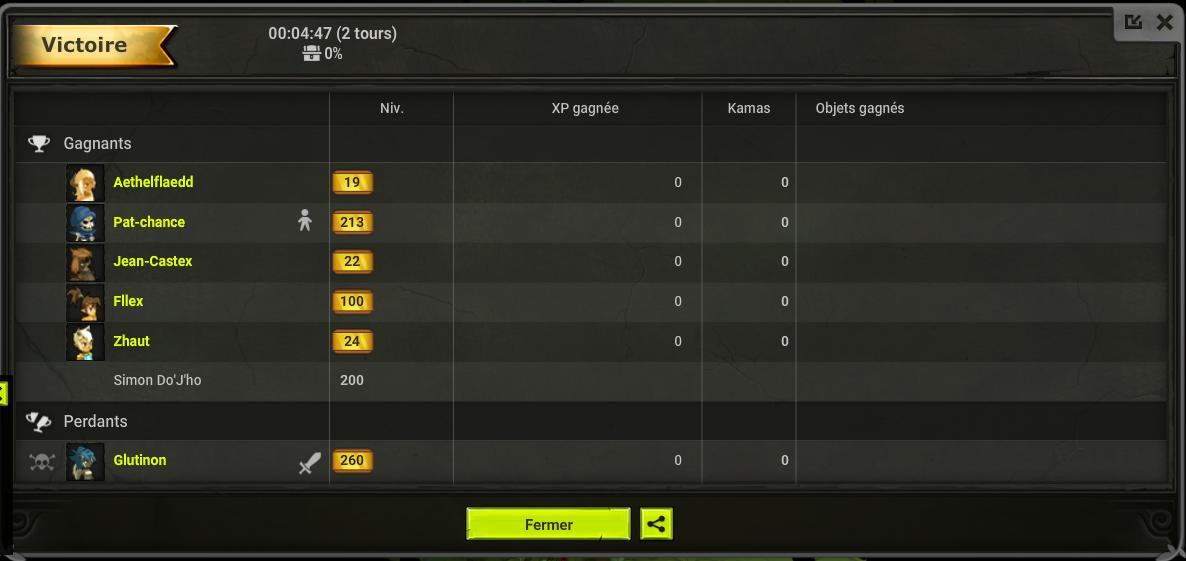 Victoire
00:04:47 (2 tours)
0%
Niv. XP gagnée Kamas Objets gagnés
Gagnants
Aethelflaedd 19 0 0
Pat-chance 213 0 0
Jean-Castex 22 0 0
Fllex 100 0 0
Zhaut 24 0 0
Simon Do'J'ho 200
Perdants
Glutinon 260 0 0
Fermer